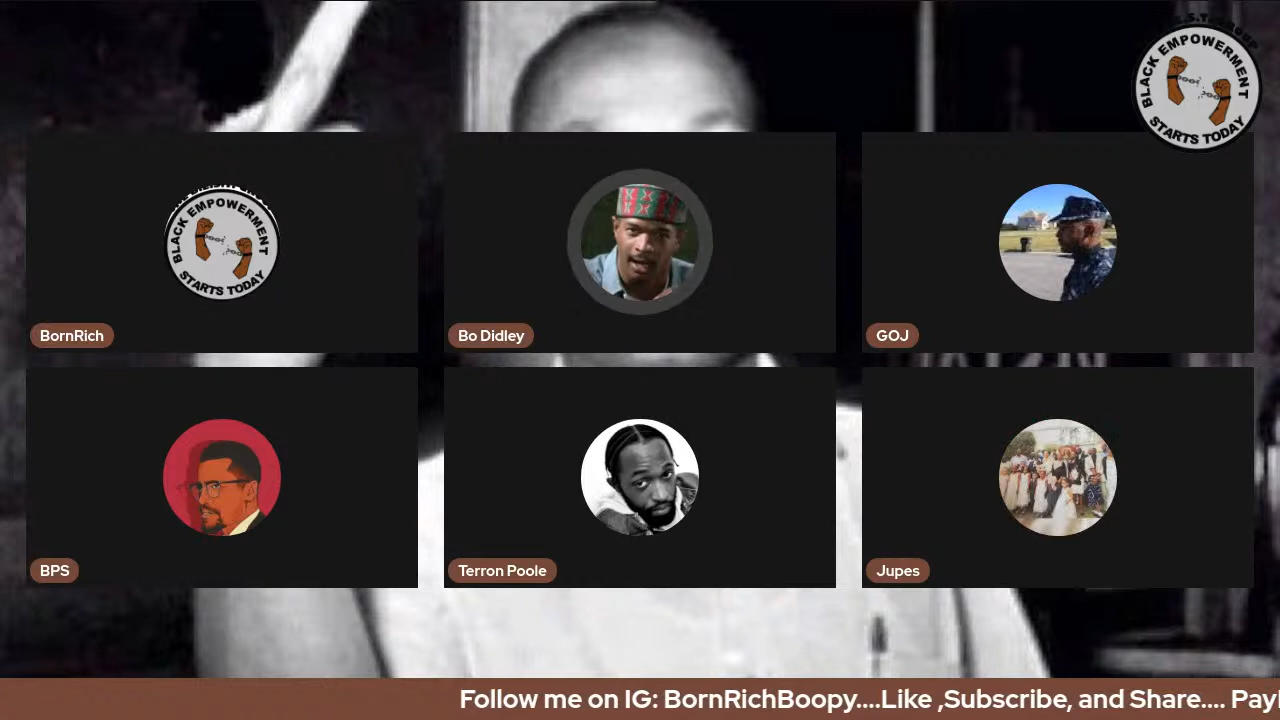 BLACK EMPOWERMENT
STARTS TODAY
BLACK EMPOWERMENT
STARTS TODAY
BornRich
Bo Didley
GOJ
BPS
Terron Poole
Jupes
Follow me on IG: BornRichBoopy....Like ,Subscribe, and Share....